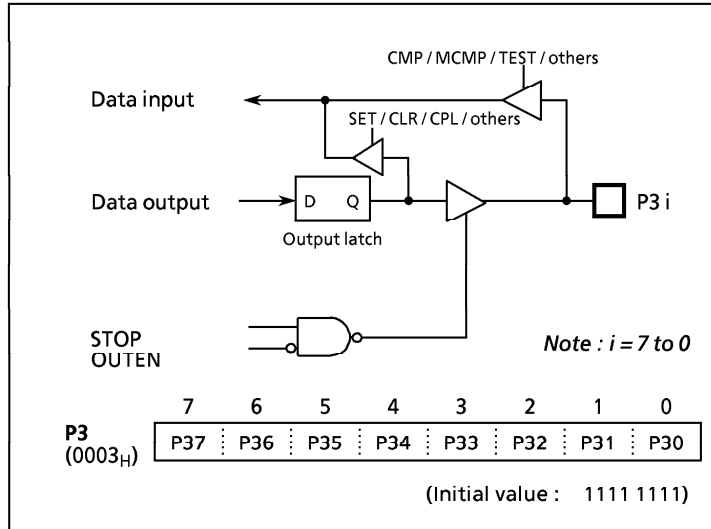 CMP / MCMP / TEST / others
Data input
SET / CLR / CPL / others
Data output
D Q
P3 i
Output latch
STOP
OUTEN
Note : i = 7 to 0
7 6 5 4 3 2 1 0
P3
P37 P36 P35 P34 P33 P32 P31 P30
(0003H)
(Initial value : 1111 1111)